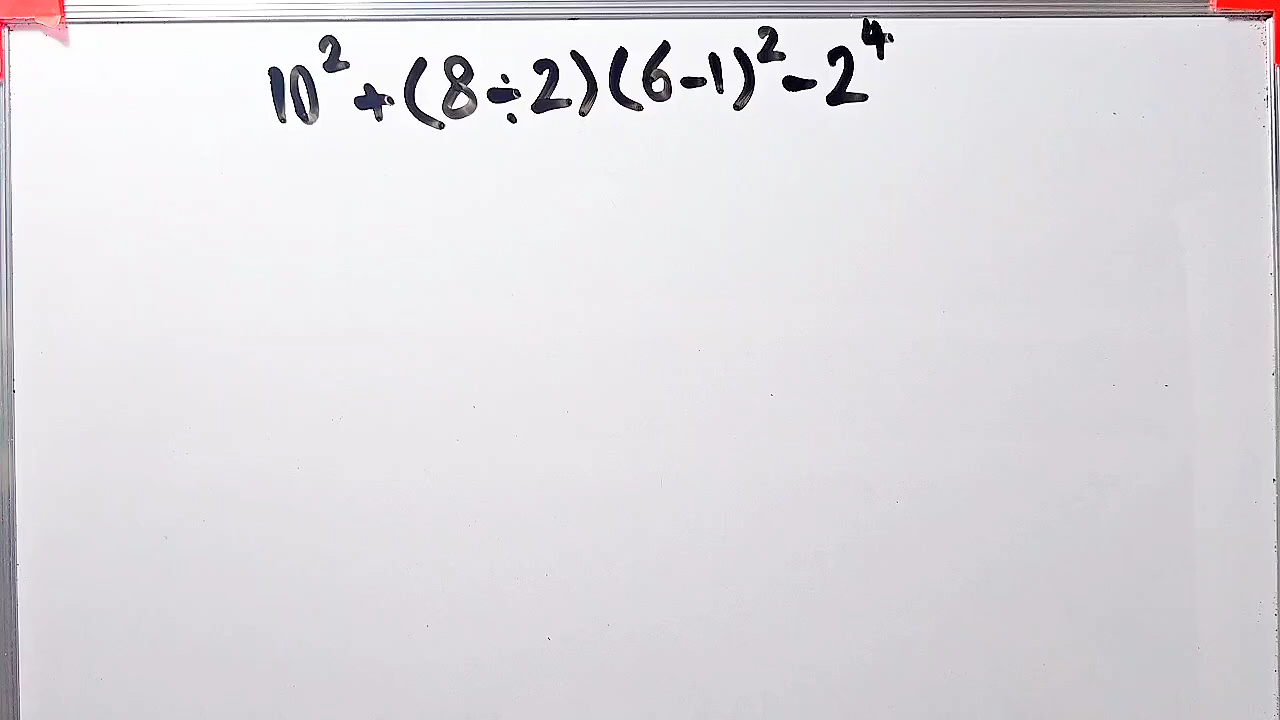 10² + (8 ÷ 2)(6 - 1)² - 2⁴